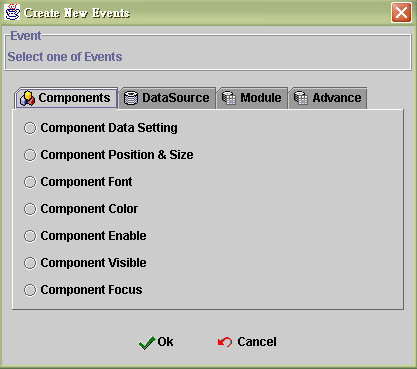 Create New Events
Event
Select one of Events
Components DataSource Module Advance
Component Data Setting
Component Position & Size
Component Font
Component Color
Component Enable
Component Visible
Component Focus
Ok Cancel